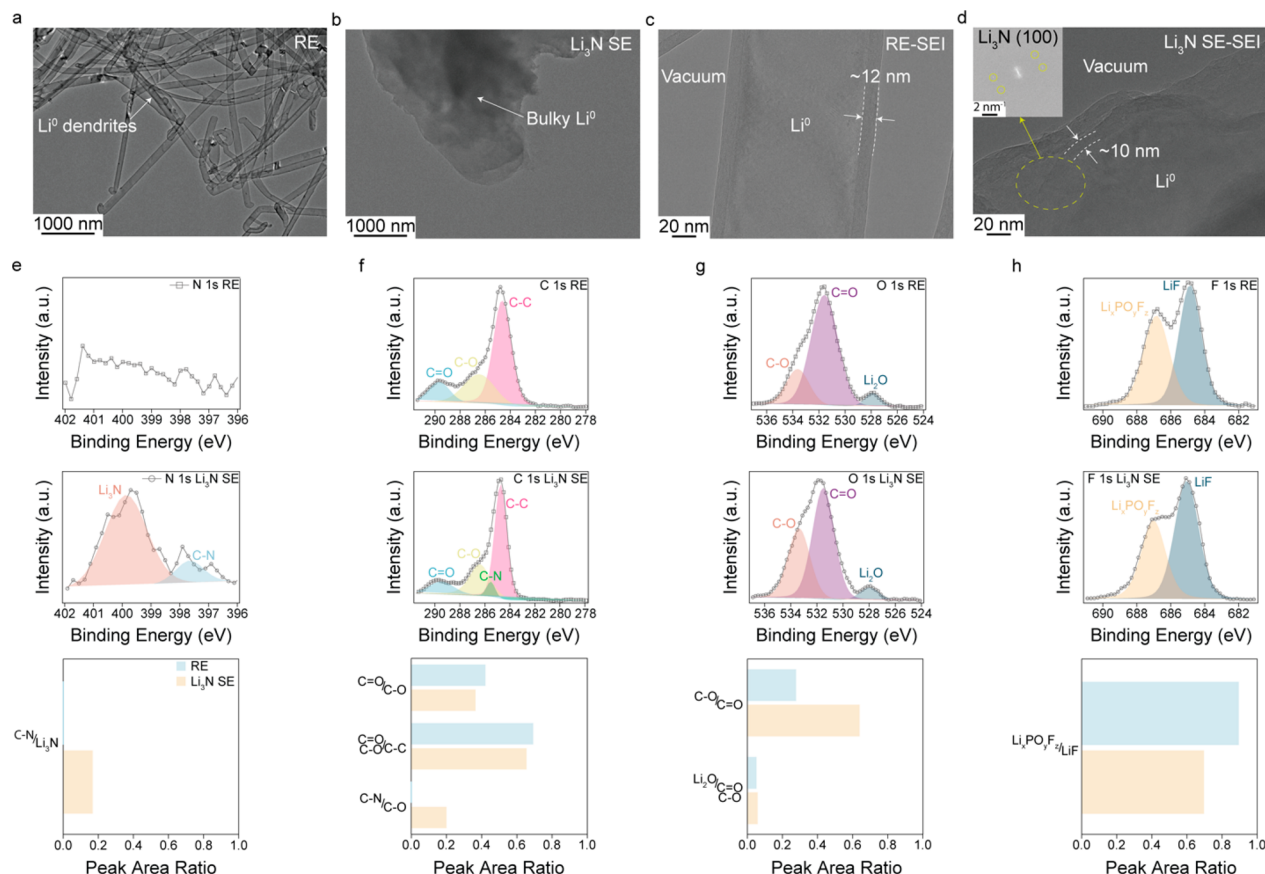 a
RE
Li⁰ dendrites
1000 nm
b
Li₃N SE
Bulky Li⁰
1000 nm
c
RE-SEI
Vacuum
~12 nm
Li⁰
20 nm
d
Li₃N (100)
Li₃N SE-SEI
Vacuum
2 nm⁻¹
~10 nm
Li⁰
20 nm
e
N 1s RE
Intensity (a.u.)
402 401 400 399 398 397 396
Binding Energy (eV)
f
C 1s RE
C-C
C-O
C=O
Intensity (a.u.)
290 288 286 284 282 280 278
Binding Energy (eV)
g
O 1s RE
C=O
C-O
Li₂O
Intensity (a.u.)
536 534 532 530 528 526 524
Binding Energy (eV)
h
LiF
F 1s RE
LiₓPOᵧF_z
Intensity (a.u.)
690 688 686 684 682
Binding Energy (eV)
N 1s Li₃N SE
Li₃N
C-N
Intensity (a.u.)
402 401 400 399 398 397 396
Binding Energy (eV)
C 1s Li₃N SE
C-C
C-O
C=O
C-N
Intensity (a.u.)
290 288 286 284 282 280 278
Binding Energy (eV)
O 1s Li₃N SE
C=O
C-O
Li₂O
Intensity (a.u.)
536 534 532 530 528 526 524
Binding Energy (eV)
F 1s Li₃N SE
LiF
LiₓPOᵧF_z
Intensity (a.u.)
690 688 686 684 682
Binding Energy (eV)
RE
Li₃N SE
C-N/Li₃N
0.0 0.2 0.4 0.6 0.8 1.0
Peak Area Ratio
C=O/C-O
C=O
C-O/C-C
C-N/C-O
0.0 0.2 0.4 0.6 0.8 1.0
Peak Area Ratio
C-O/C=O
Li₂O/C=O
C-O
0.0 0.2 0.4 0.6 0.8 1.0
Peak Area Ratio
LiₓPOᵧF_z/LiF
0.0 0.2 0.4 0.6 0.8 1.0
Peak Area Ratio